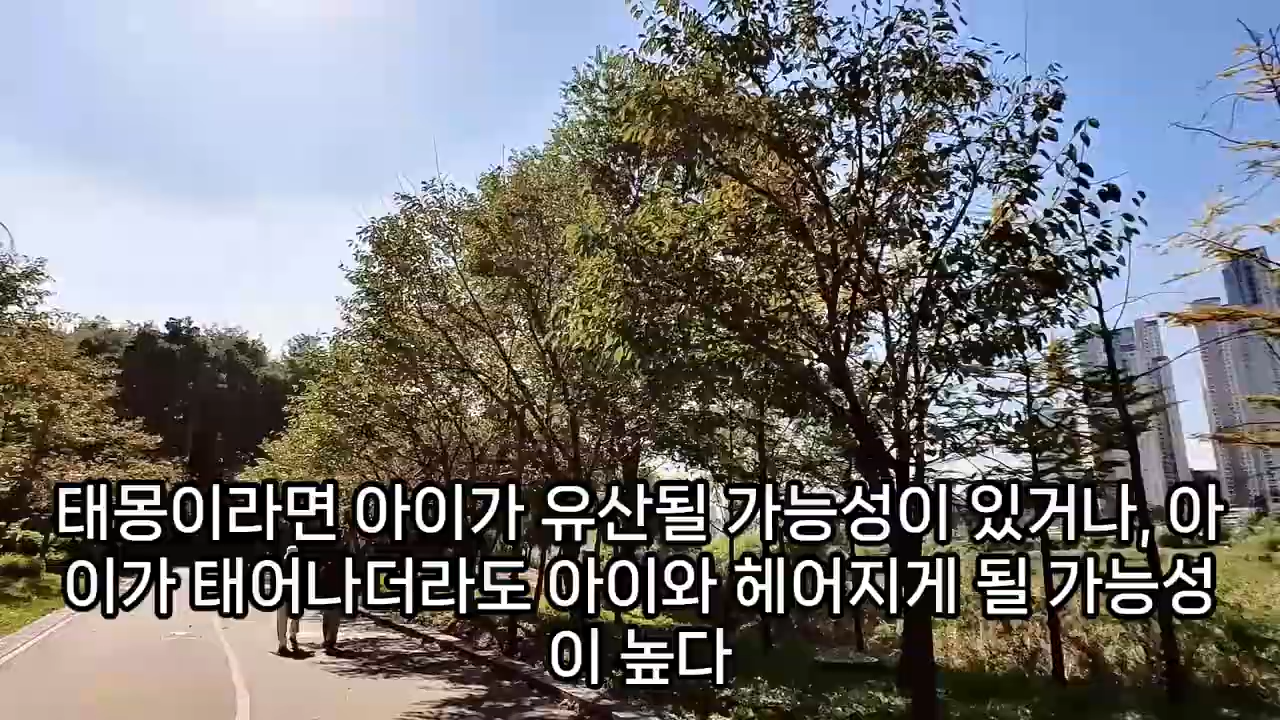 태몽이라면 아이가 유산될 가능성이 있거나, 아
이가 태어나더라도 아이와 헤어지게 될 가능성
이 높다